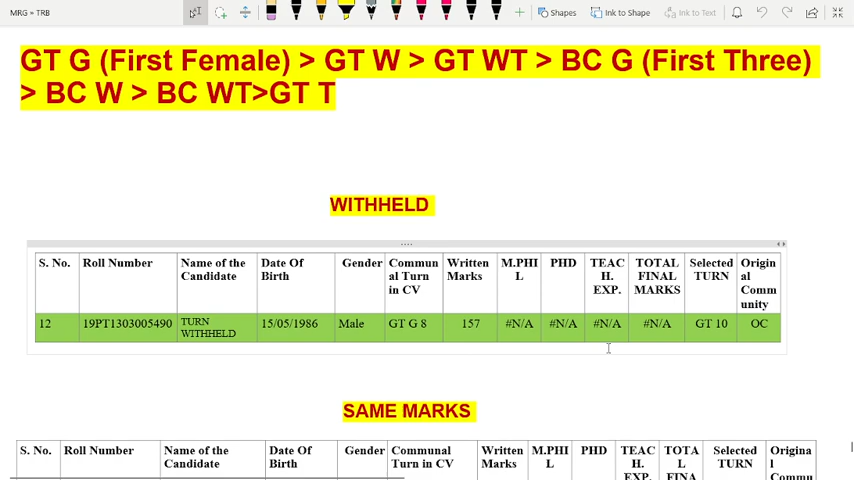 MRG » TRB
Shapes
Ink to Shape
Ink to Text
GT G (First Female) > GT W > GT WT > BC G (First Three)
> BC W > BC WT>GT T
WITHHELD
S. No. Roll Number Name of the Candidate Date Of Birth Gender Communal Turn in CV Written Marks M.PHIL PHD TEACH. EXP. TOTAL FINAL MARKS Selected TURN Original Community
12 19PT1303005490 TURN WITHHELD 15/05/1986 Male GT G 8 157 #N/A #N/A #N/A #N/A GT 10 OC
SAME MARKS
S. No. Roll Number Name of the Candidate Date Of Birth Gender Communal Turn in CV Written Marks M.PHIL PHD TEACH. EXP. TOTAL FINA Selected TURN Original Commu